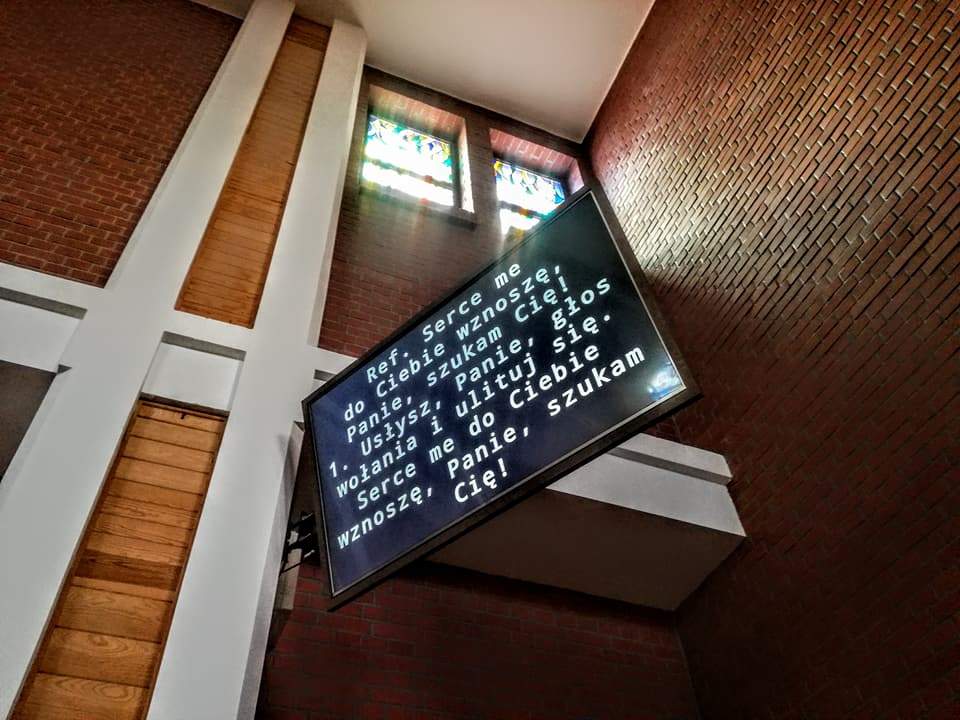 Ref. Serce me
do Ciebie wznoszę,
Panie, szukam Cię!
1. Usłysz, Panie, głos
wołania i ulituj się.
Serce me do Ciebie
wznoszę, Panie, szukam
Cię!